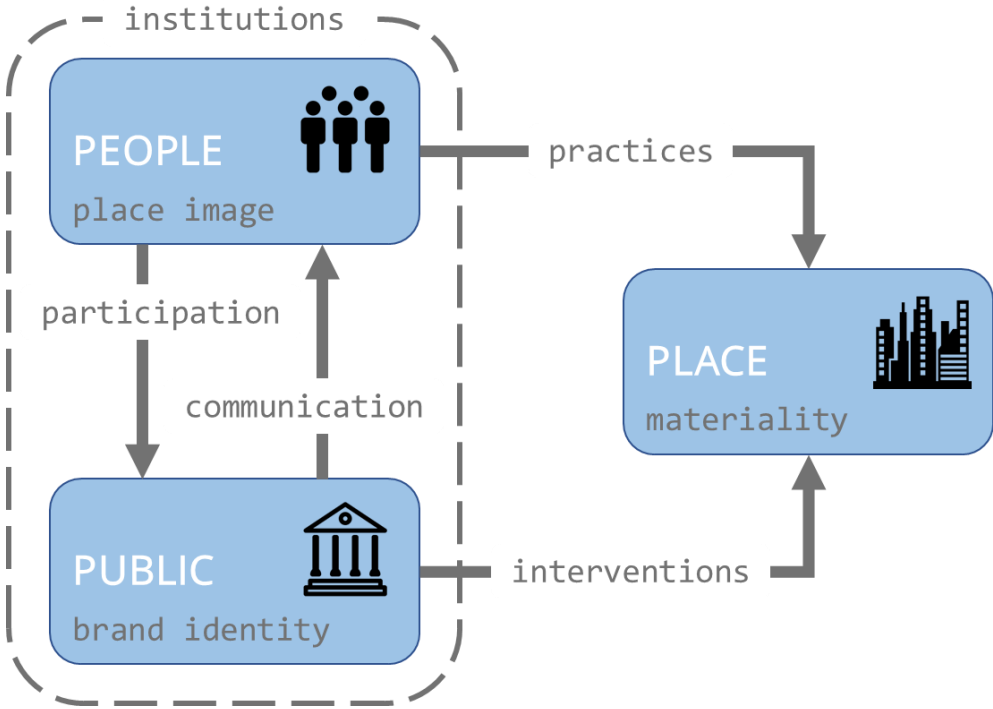 institutions
PEOPLE
place image
practices
participation
communication
PLACE
materiality
PUBLIC
brand identity
interventions